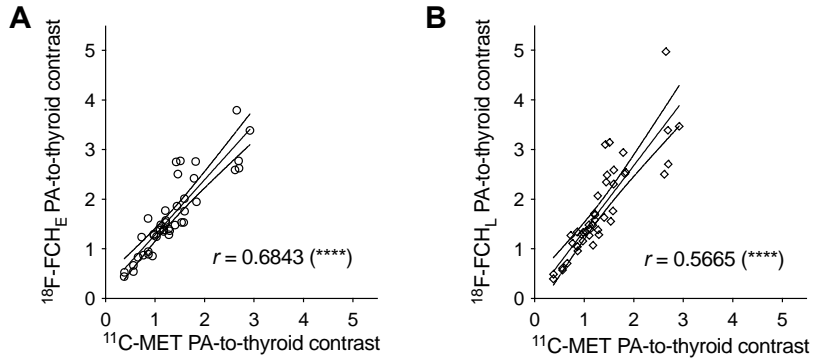 A
¹⁸F-FCH_E PA-to-thyroid contrast
5
4
3
2
1
0
r = 0.6843 (****)
0 1 2 3 4 5
¹¹C-MET PA-to-thyroid contrast
B
¹⁸F-FCH_L PA-to-thyroid contrast
5
4
3
2
1
0
r = 0.5665 (****)
0 1 2 3 4 5
¹¹C-MET PA-to-thyroid contrast